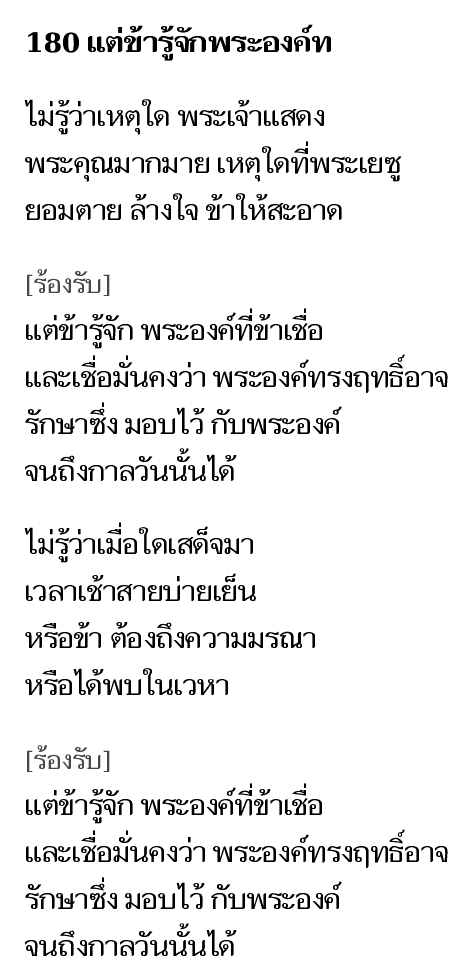 180 แต่ข้ารู้จักพระองค์ท
ไม่รู้ว่าเหตุใด พระเจ้าแสดง
พระคุณมากมาย เหตุใดที่พระเยซู
ยอมตาย ล้างใจ ข้าให้สะอาด
[ร้องรับ]
แต่ข้ารู้จัก พระองค์ที่ข้าเชื่อ
และเชื่อมั่นคงว่า พระองค์ทรงฤทธิ์อาจ
รักษาซึ่ง มอบไว้ กับพระองค์
จนถึงกาลวันนั้นได้
ไม่รู้ว่าเมื่อใดเสด็จมา
เวลาเช้าสายบ่ายเย็น
หรือข้า ต้องถึงความมรณา
หรือได้พบในเวหา
[ร้องรับ]
แต่ข้ารู้จัก พระองค์ที่ข้าเชื่อ
และเชื่อมั่นคงว่า พระองค์ทรงฤทธิ์อาจ
รักษาซึ่ง มอบไว้ กับพระองค์
จนถึงกาลวันนั้นได้